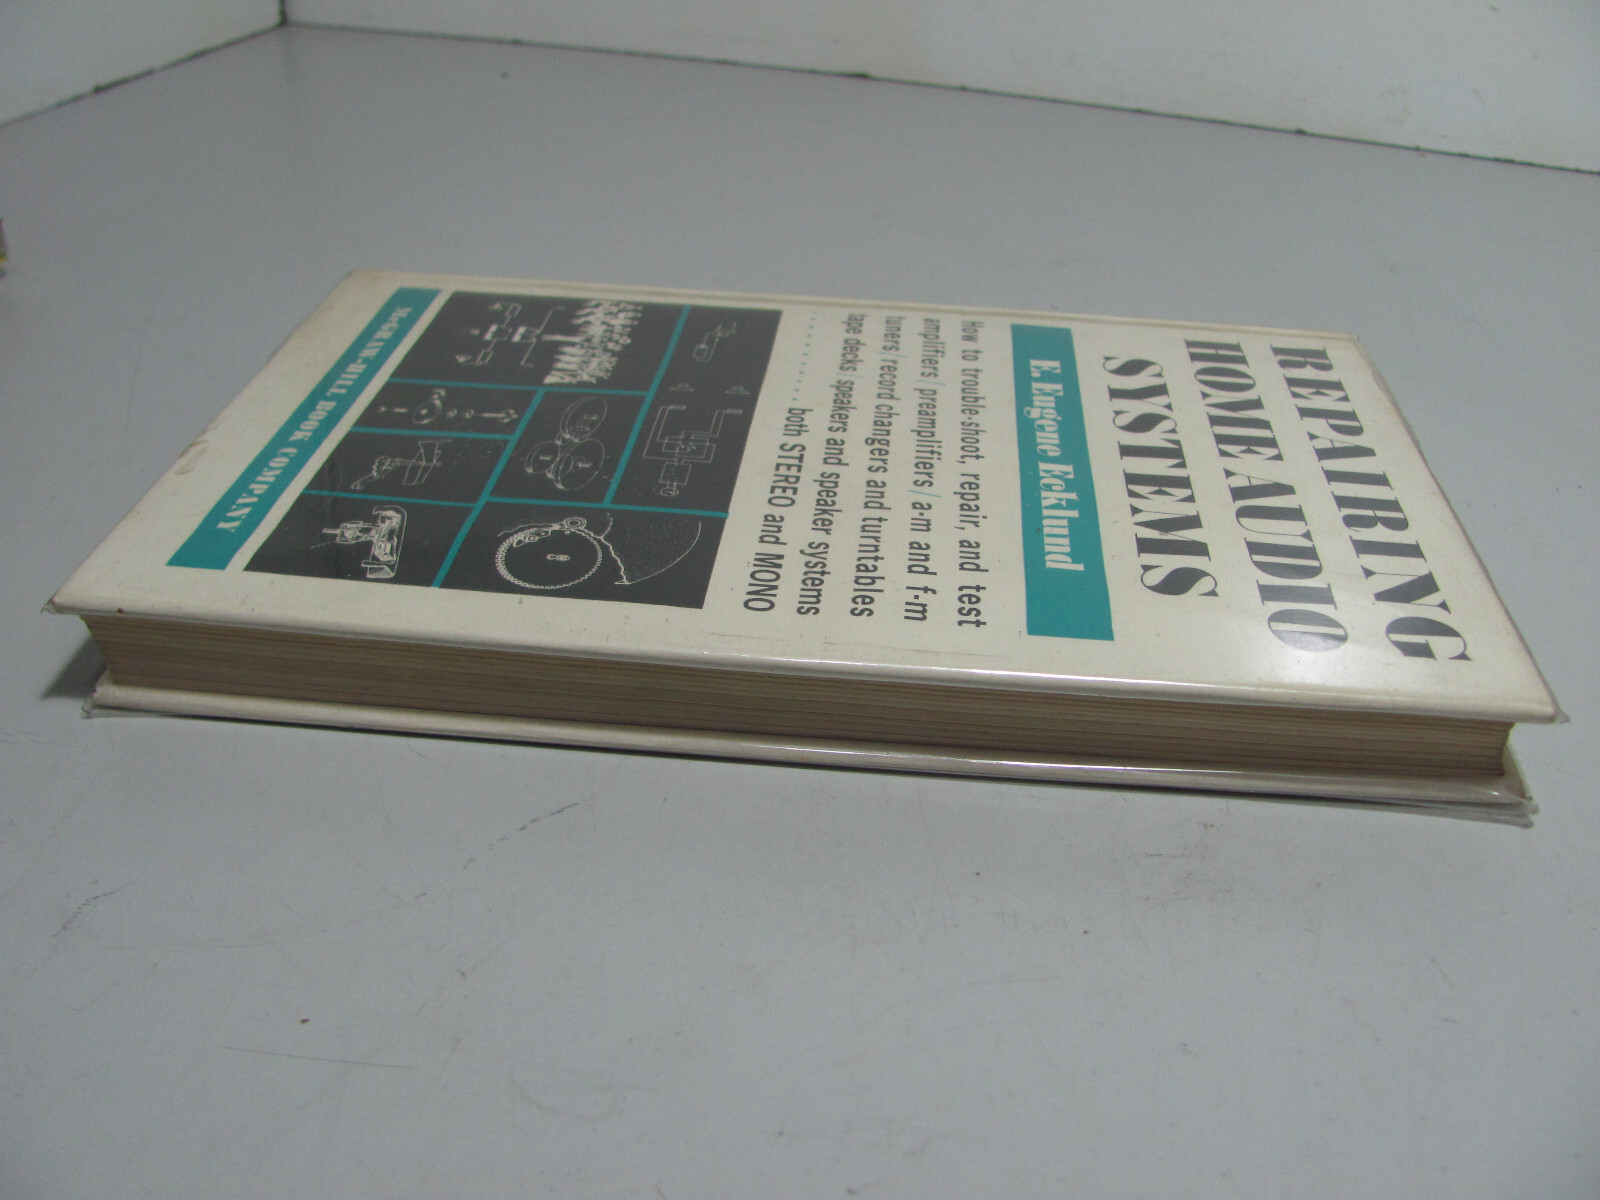 REPAIRING
HOME AUDIO
SYSTEMS
E. Eugene Ecklund
How to trouble-shoot, repair, and test
amplifiers/preamplifiers/a-m and f-m
tuners/record changers and turntables
tape decks/speakers and speaker systems
.......... both STEREO and MONO
McGRAW-HILL BOOK COMPANY